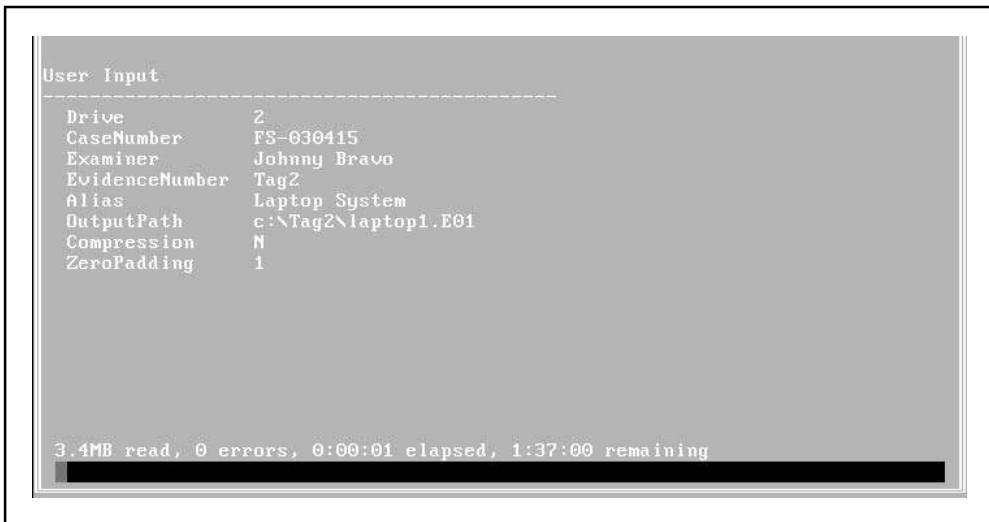 User Input
Drive 2
CaseNumber FS-030415
Examiner Johnny Bravo
EvidenceNumber Tag2
Alias Laptop System
OutputPath c:\Tag2\laptop1.E01
Compression N
ZeroPadding 1
3.4MB read, 0 errors, 0:00:01 elapsed, 1:37:00 remaining